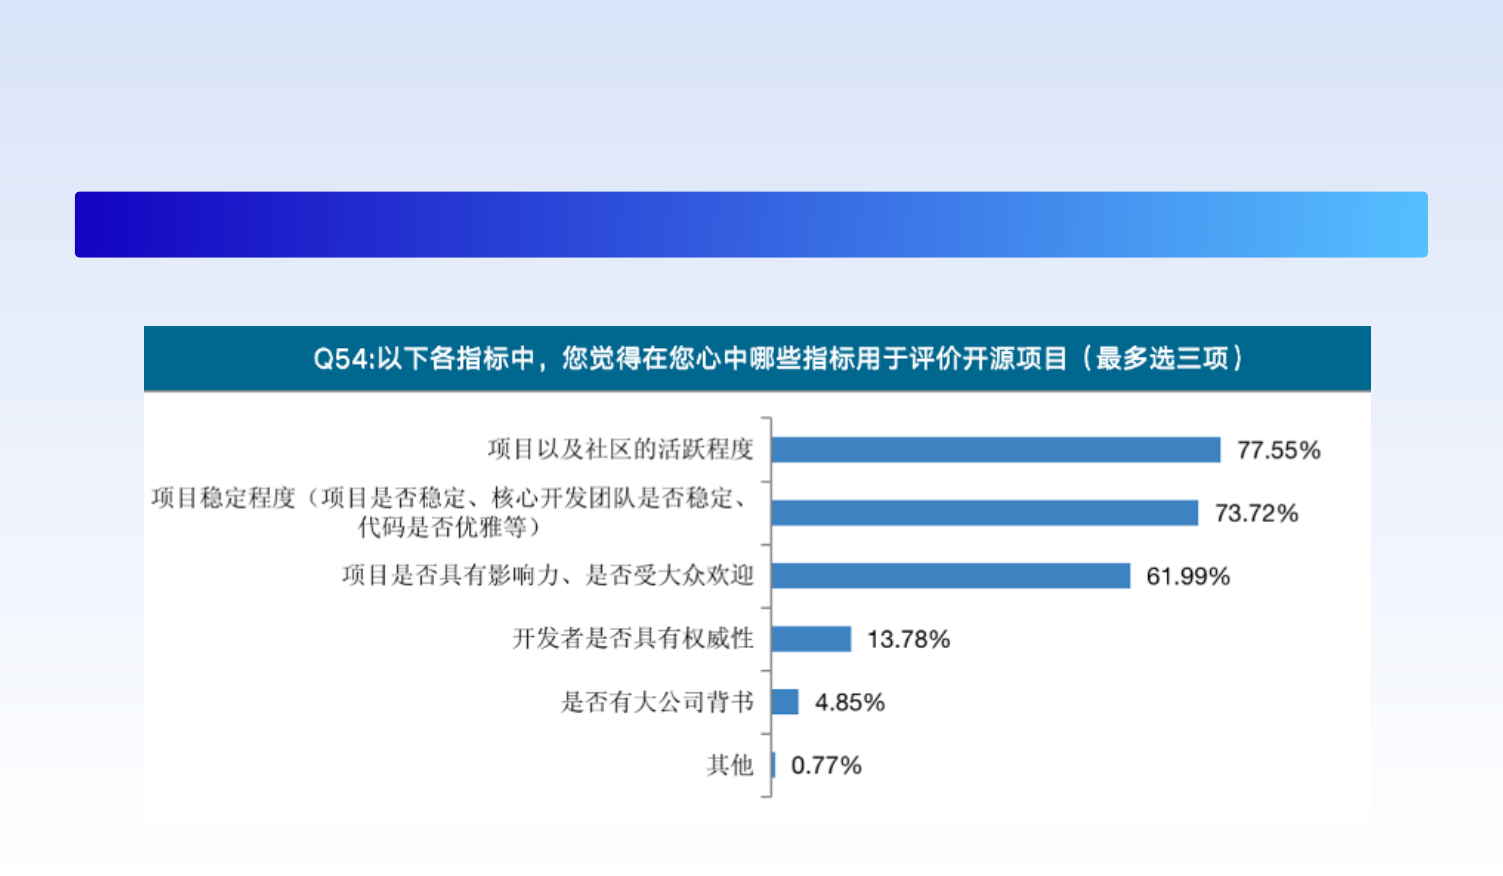 Q54:以下各指标中，您觉得在您心中哪些指标用于评价开源项目（最多选三项）
项目以及社区的活跃程度 77.55%
项目稳定程度（项目是否稳定、核心开发团队是否稳定、
代码是否优雅等） 73.72%
项目是否具有影响力、是否受大众欢迎 61.99%
开发者是否具有权威性 13.78%
是否有大公司背书 4.85%
其他 0.77%